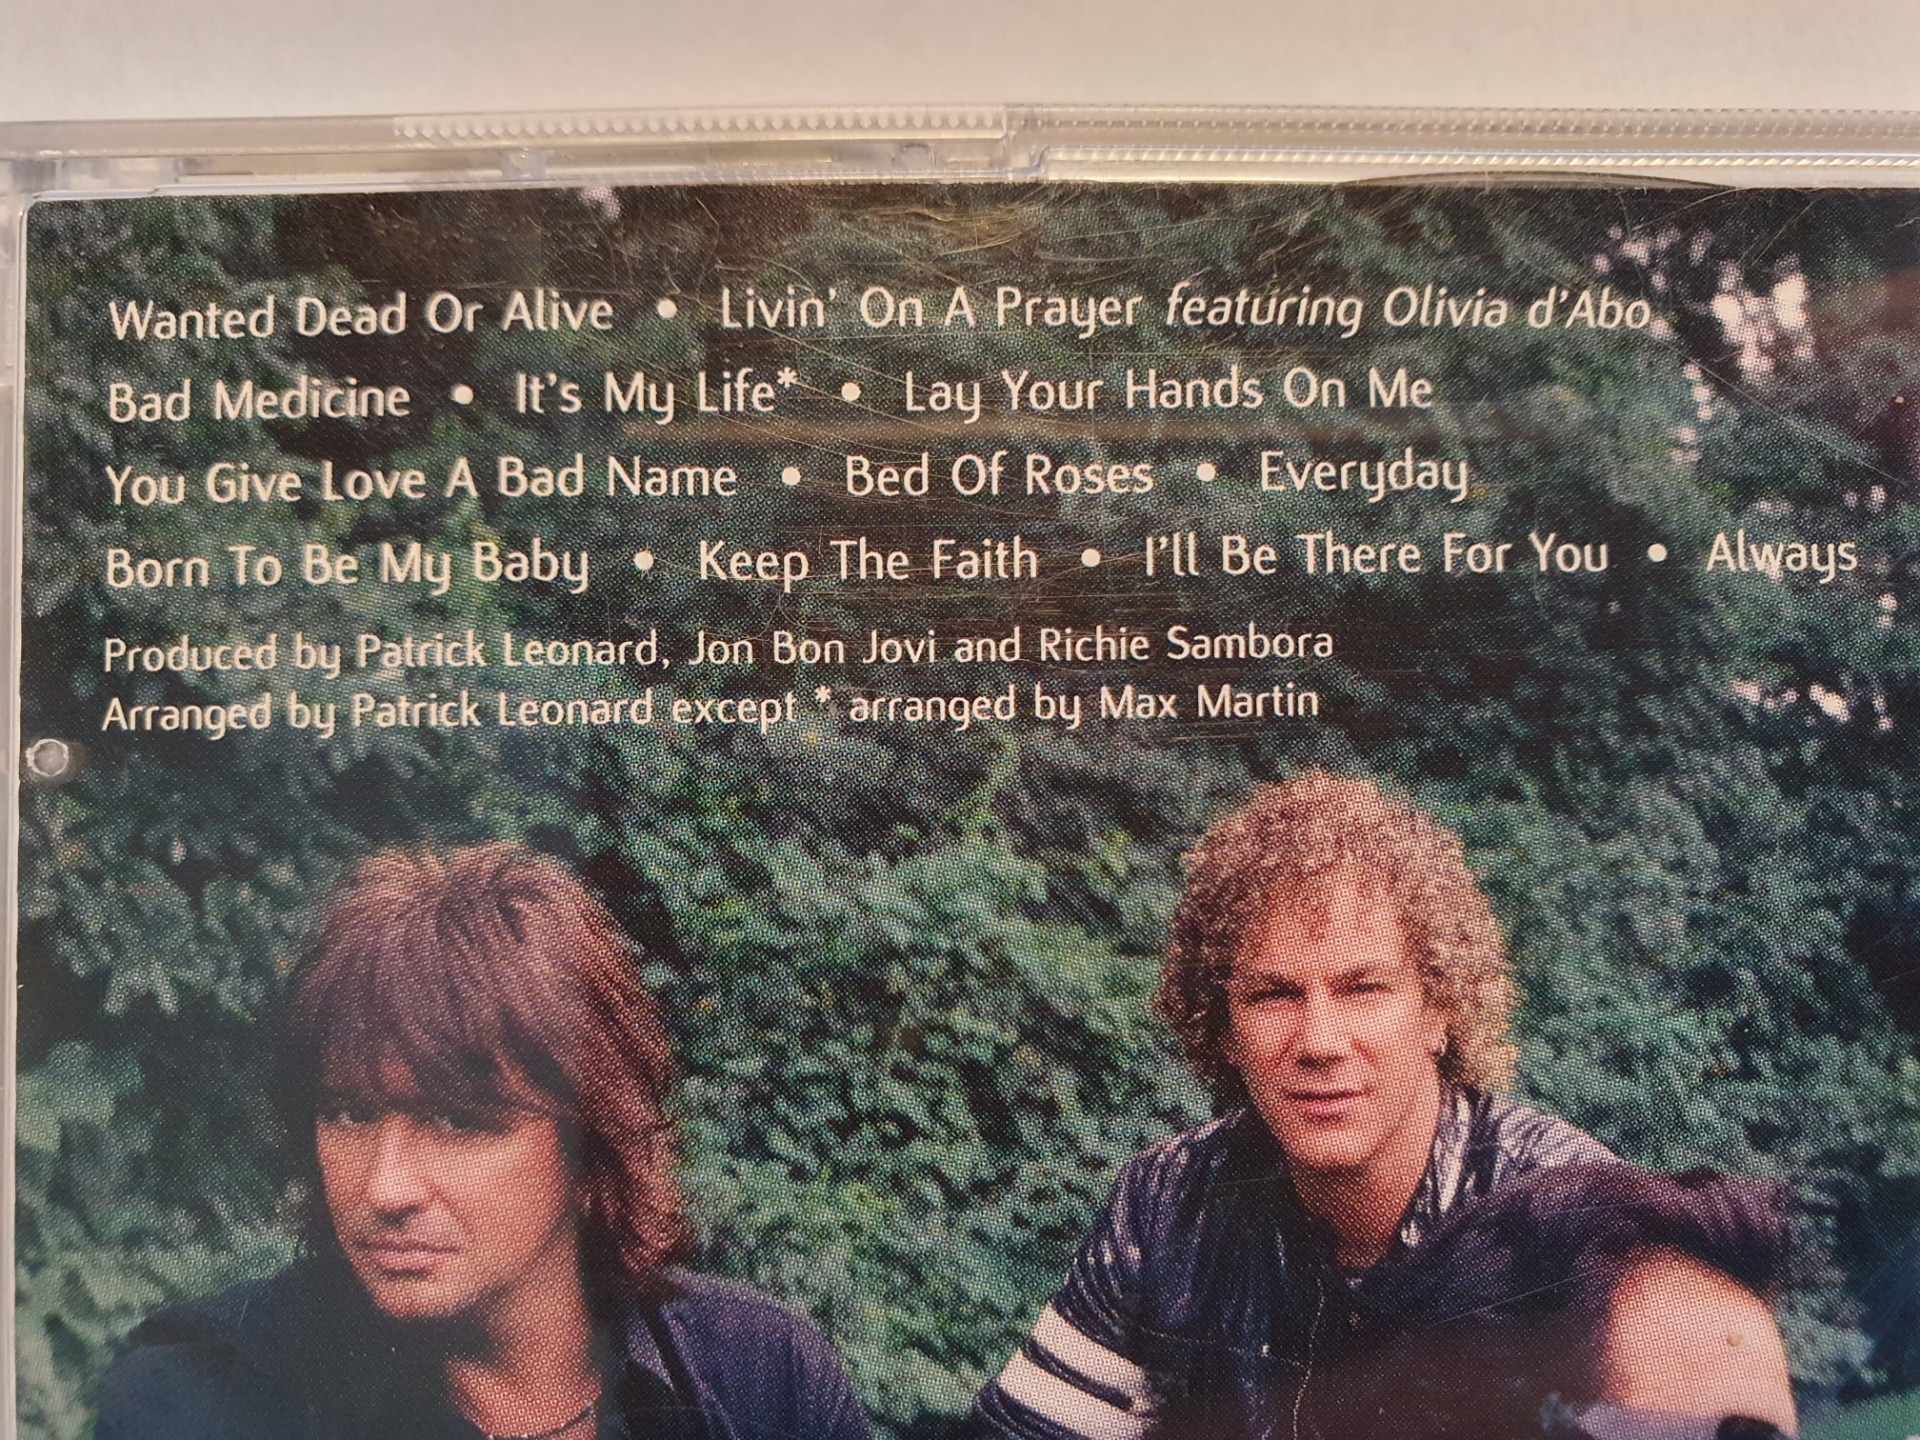 Wanted Dead Or Alive • Livin' On A Prayer featuring Olivia d'Abo
Bad Medicine • It's My Life* • Lay Your Hands On Me
You Give Love A Bad Name • Bed Of Roses • Everyday
Born To Be My Baby • Keep The Faith • I'll Be There For You • Always
Produced by Patrick Leonard, Jon Bon Jovi and Richie Sambora
Arranged by Patrick Leonard except * arranged by Max Martin